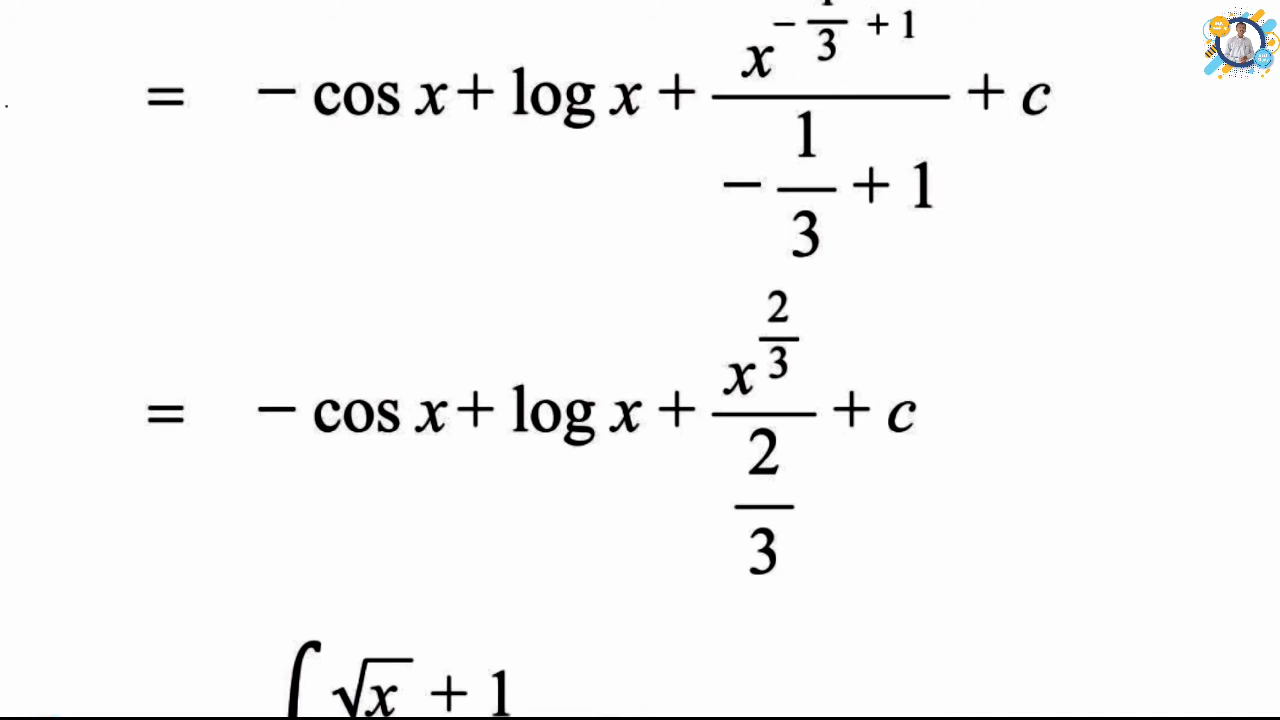 = − cos x + log x + x^(−1/3 + 1) / (−1/3 + 1) + c
= − cos x + log x + x^(2/3) / (2/3) + c
∫ √x + 1